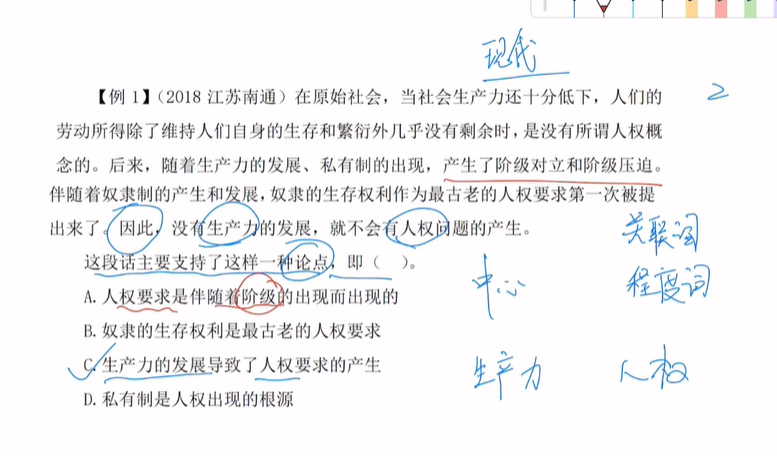 现代
【例 1】（2018 江苏南通）在原始社会，当社会生产力还十分低下，人们的
2
劳动所得除了维持人们自身的生存和繁衍外几乎没有剩余时，是没有所谓人权概
念的。后来，随着生产力的发展、私有制的出现，产生了阶级对立和阶级压迫。
伴随着奴隶制的产生和发展，奴隶的生存权利作为最古老的人权要求第一次被提
出来了。因此，没有生产力的发展，就不会有人权问题的产生。
关联词
这段话主要支持了这样一种论点，即（ ）。
中心
程度词
A. 人权要求是伴随着阶级的出现而出现的
B. 奴隶的生存权利是最古老的人权要求
C. 生产力的发展导致了人权要求的产生
生产力 人权
D. 私有制是人权出现的根源